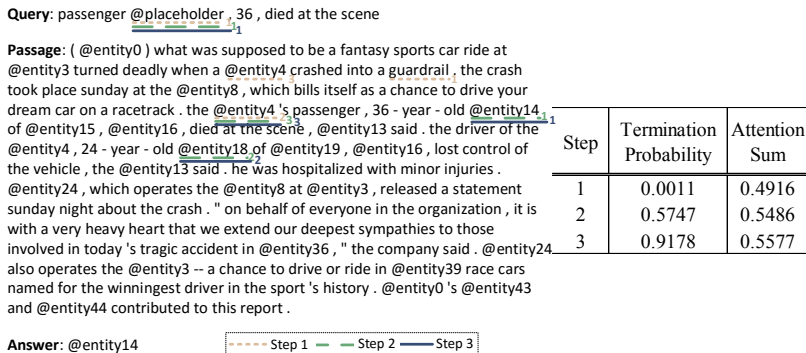 Query: passenger @placeholder , 36 , died at the scene
1
1
1
Passage: ( @entity0 ) what was supposed to be a fantasy sports car ride at
@entity3 turned deadly when a @entity4 crashed into a guardrail . the crash
took place sunday at the @entity8 , which bills itself as a chance to drive your
dream car on a racetrack . the @entity4 's passenger , 36 - year - old @entity14
of @entity15 , @entity16 , died at the scene , @entity13 said . the driver of the
@entity4 , 24 - year - old @entity18 of @entity19 , @entity16 , lost control of
the vehicle , the @entity13 said . he was hospitalized with minor injuries .
@entity24 , which operates the @entity8 at @entity3 , released a statement
sunday night about the crash . " on behalf of everyone in the organization , it is
with a very heavy heart that we extend our deepest sympathies to those
involved in today 's tragic accident in @entity36 , " the company said . @entity24
also operates the @entity3 -- a chance to drive or ride in @entity39 race cars
named for the winningest driver in the sport 's history . @entity0 's @entity43
and @entity44 contributed to this report .
Answer: @entity14
Step 1 Step 2 Step 3
Step Termination Probability Attention Sum
1 0.0011 0.4916
2 0.5747 0.5486
3 0.9178 0.5577